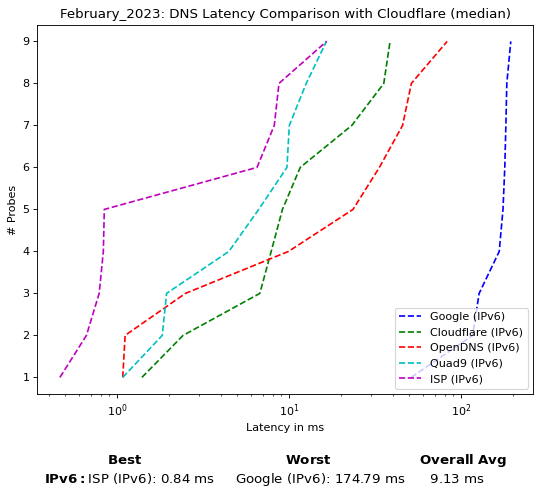 February_2023: DNS Latency Comparison with Cloudflare (median)
9
8
7
6
5
4
3
2
1
# Probes
Google (IPv6)
Cloudflare (IPv6)
OpenDNS (IPv6)
Quad9 (IPv6)
ISP (IPv6)
10⁰ 10¹ 10²
Latency in ms
Best Worst Overall Avg
IPv6: ISP (IPv6): 0.84 ms Google (IPv6): 174.79 ms 9.13 ms